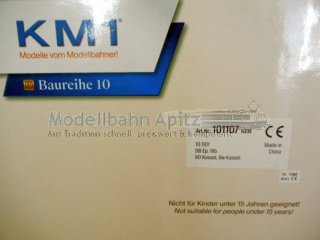 KM1
Modelle vom Modellbahner!
Baureihe 10
Modellbahn Apitz
Aus Tradition schnell, preiswert & kompetent
Art.Nr. 101107 NEM
CE
10 001
DB Ep. IIIb
BD Kassel, Bw Kassel
Made in
China
Nicht für Kinder unter 15 Jahren geeignet!
Not suitable for people under 15 years!